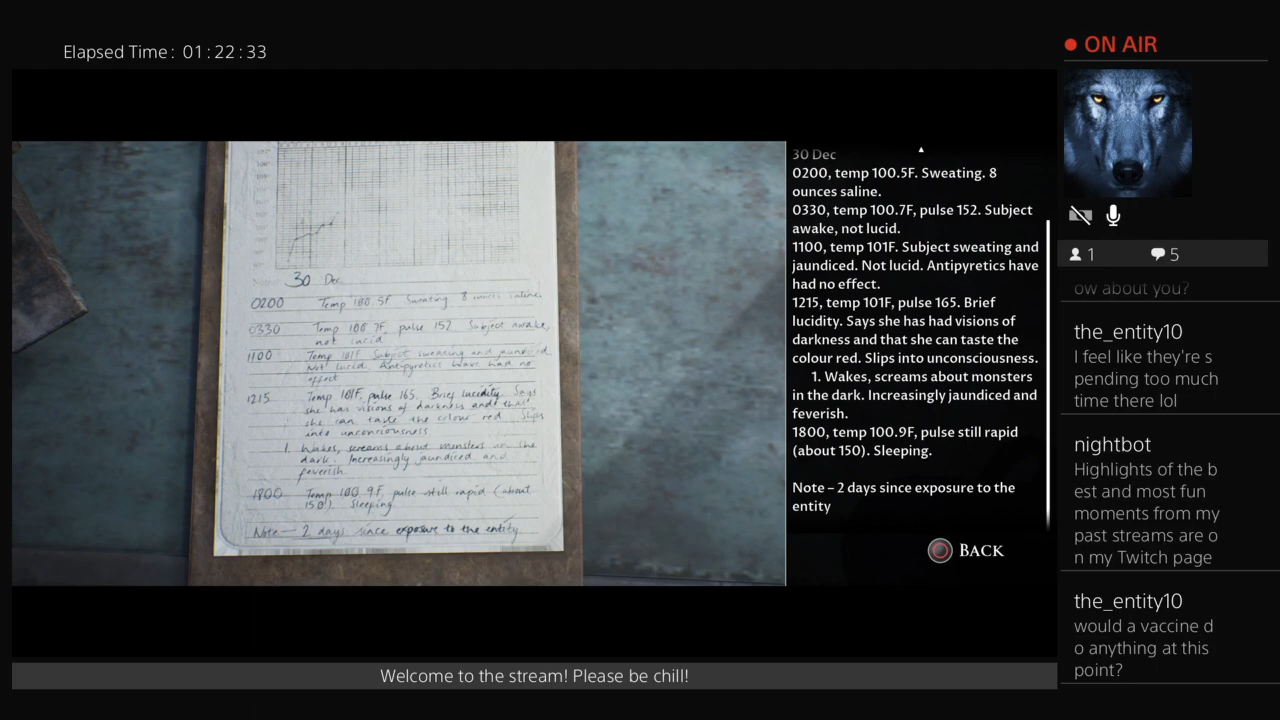 Elapsed Time: 01:22:33
ON AIR
1
5
30 Dec
0200 Temp 100.5F Sweating 8 ounces saline.
0330 Temp 100.7F, pulse 152 Subject awake,
not lucid
1100 Temp 101F Subject sweating and jaundiced.
Not lucid. Antipyretics have had no
effect
1215 Temp 101F, pulse 165. Brief lucidity. Says
she has visions of darkness and that
she can taste the colour red. Slips
into unconciousness.
1. Wakes, screams about monsters in the
dark. Increasingly jaundiced and
feverish.
1800 Temp 100.9F, pulse still rapid (about
150). Sleeping.
Note - 2 days since exposure to the entity
30 Dec
0200, temp 100.5F. Sweating. 8
ounces saline.
0330, temp 100.7F, pulse 152. Subject
awake, not lucid.
1100, temp 101F. Subject sweating and
jaundiced. Not lucid. Antipyretics have
had no effect.
1215, temp 101F, pulse 165. Brief
lucidity. Says she has had visions of
darkness and that she can taste the
colour red. Slips into unconsciousness.
1. Wakes, screams about monsters
in the dark. Increasingly jaundiced and
feverish.
1800, temp 100.9F, pulse still rapid
(about 150). Sleeping.
Note – 2 days since exposure to the
entity
BACK
ow about you?
the_entity10
I feel like they're s
pending too much
time there lol
nightbot
Highlights of the b
est and most fun
moments from my
past streams are o
n my Twitch page
the_entity10
would a vaccine d
o anything at this
point?
Welcome to the stream! Please be chill!